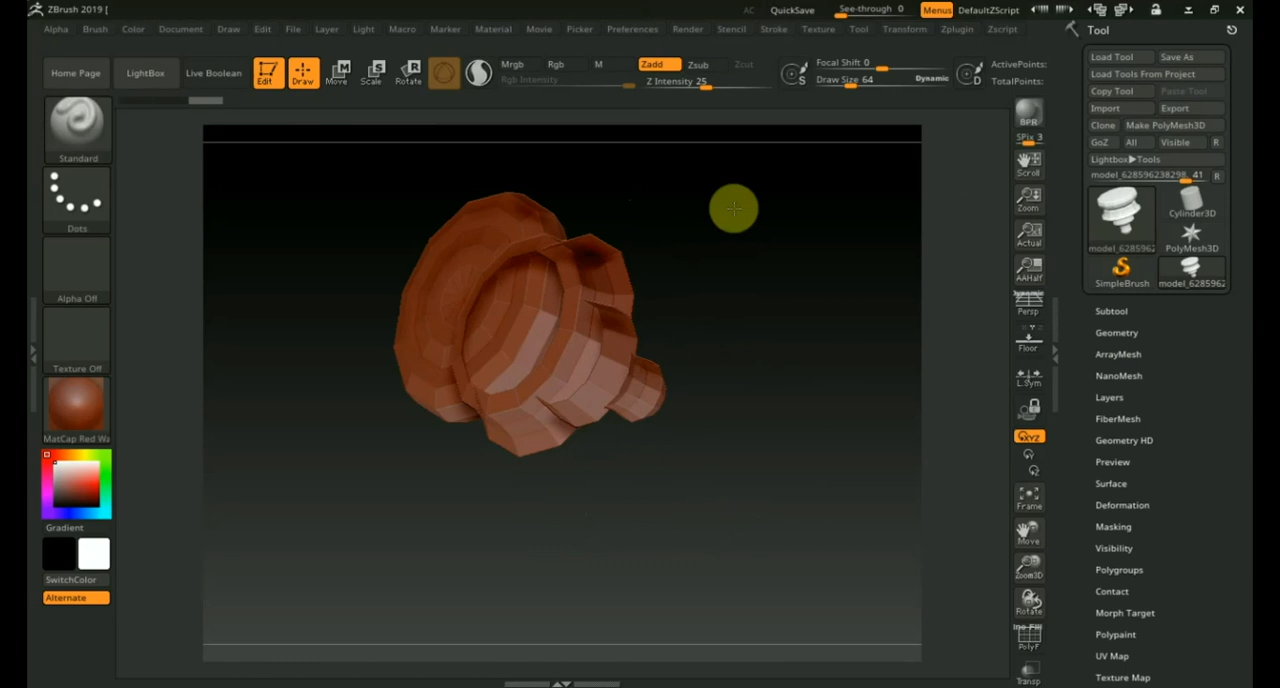 ZBrush 2019 [
AC QuickSave See-through 0 Menus DefaultZScript
Alpha Brush Color Document Draw Edit File Layer Light Macro Marker Material Movie Picker Preferences Render Stencil Stroke Texture Tool Transform Zplugin Zscript
Tool
Home Page LightBox Live Boolean Edit Draw Move Scale Rotate
Mrgb Rgb M Zadd Zsub Zcut
Rgb Intensity Z Intensity 25
Focal Shift 0
Draw Size 64 Dynamic
ActivePoints:
TotalPoints:
Load Tool Save As
Load Tools From Project
Copy Tool Paste Tool
Import Export
Clone Make PolyMesh3D
GoZ All Visible R
Lightbox▶Tools
model_628596238298. 41 R
model_6285962 Cylinder3D
PolyMesh3D
SimpleBrush model_6285962
Subtool
Geometry
ArrayMesh
NanoMesh
Layers
FiberMesh
Geometry HD
Preview
Surface
Deformation
Masking
Visibility
Polygroups
Contact
Morph Target
Polypaint
UV Map
Texture Map
Standard
Dots
Alpha Off
Texture Off
MatCap Red Wa
Gradient
SwitchColor
Alternate
BPR
SPix 3
Scroll
Zoom
Actual
AAHalf
Dynamic
Persp
Floor
L.Sym
XYZ
Y
Z
Frame
Move
Zoom3D
Rotate
Line Fill
PolyF
Transp